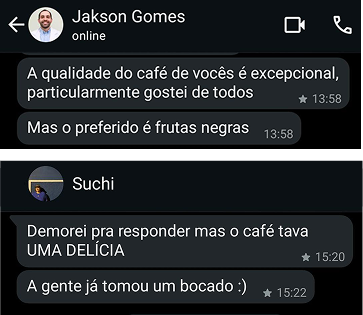 Jakson Gomes
online
A qualidade do café de vocês é excepcional,
particularmente gostei de todos
13:58
Mas o preferido é frutas negras
13:58
Suchi
Demorei pra responder mas o café tava
UMA DELÍCIA
15:20
A gente já tomou um bocado :)
15:22